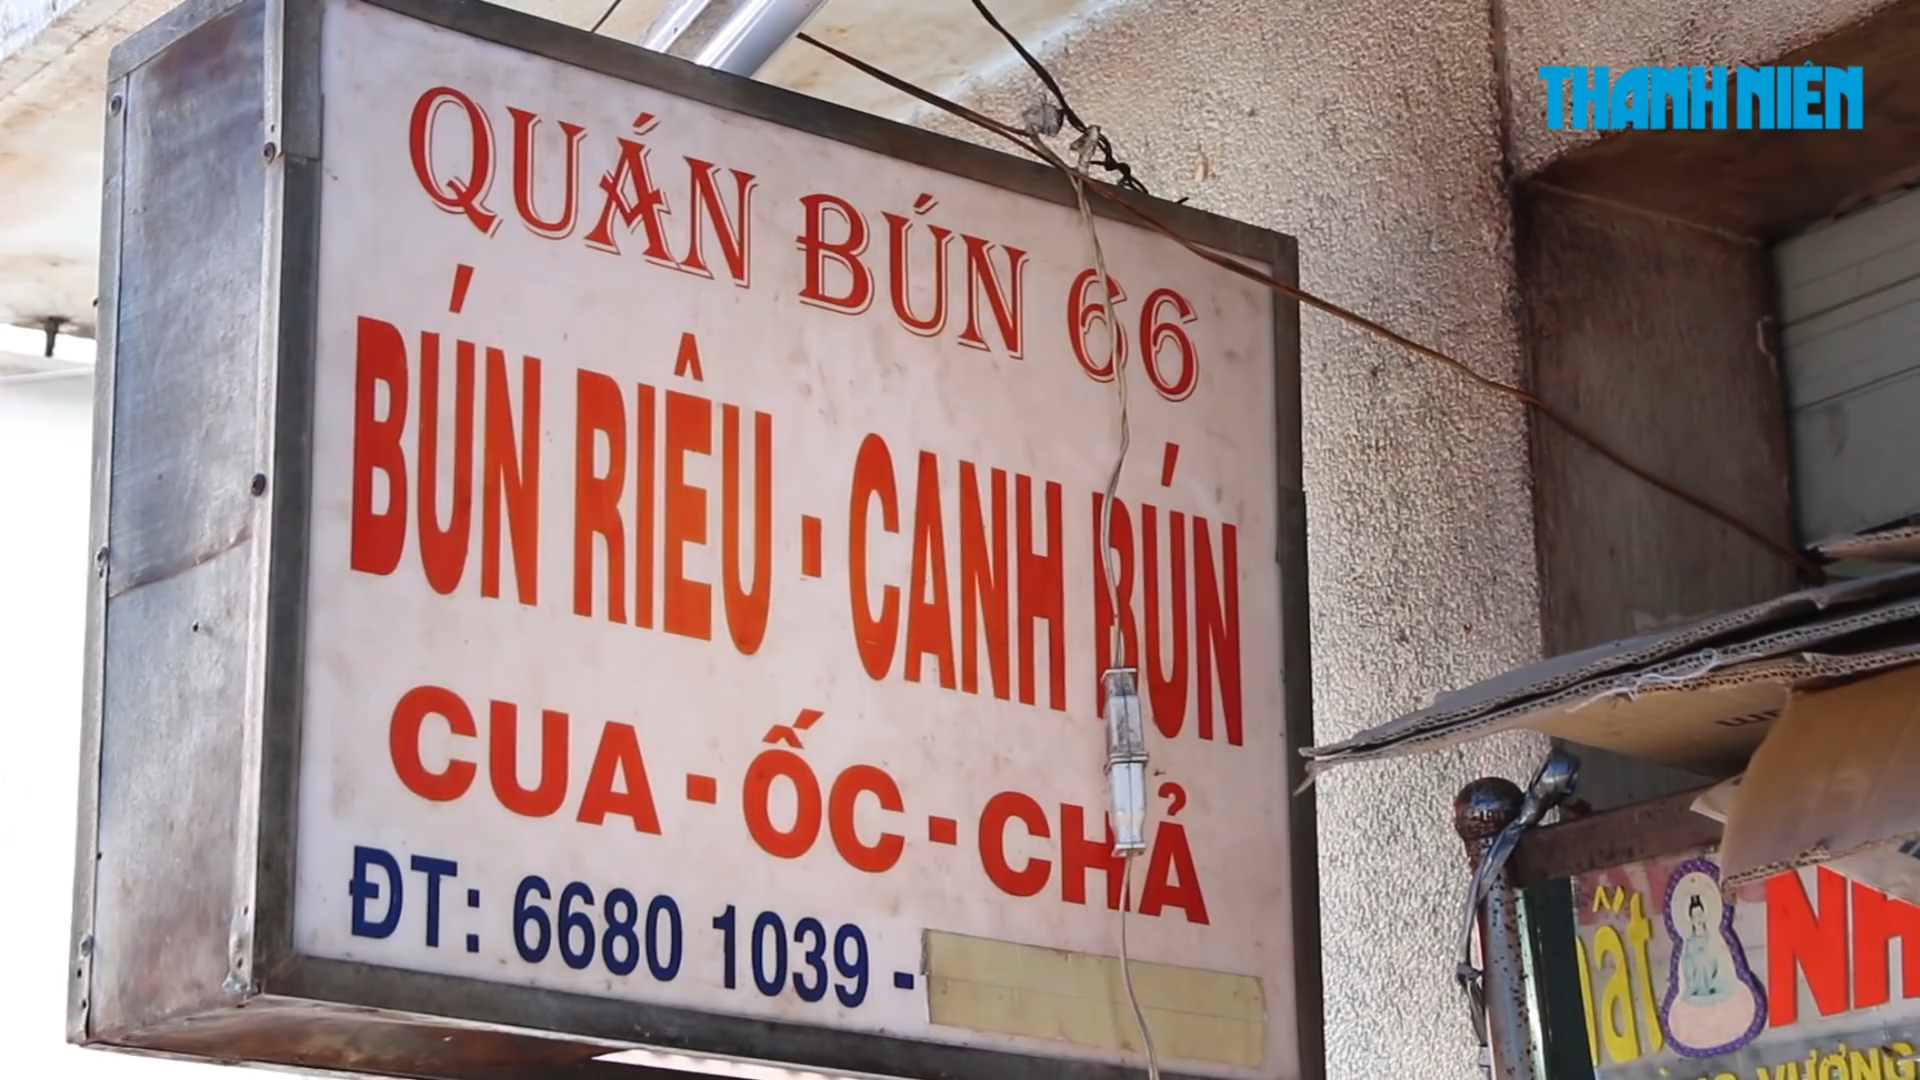 THANH NIÊN
QUÁN BÚN 66
BÚN RIÊU - CANH BÚN
CUA - ỐC - CHẢ
ĐT: 6680 1039 -